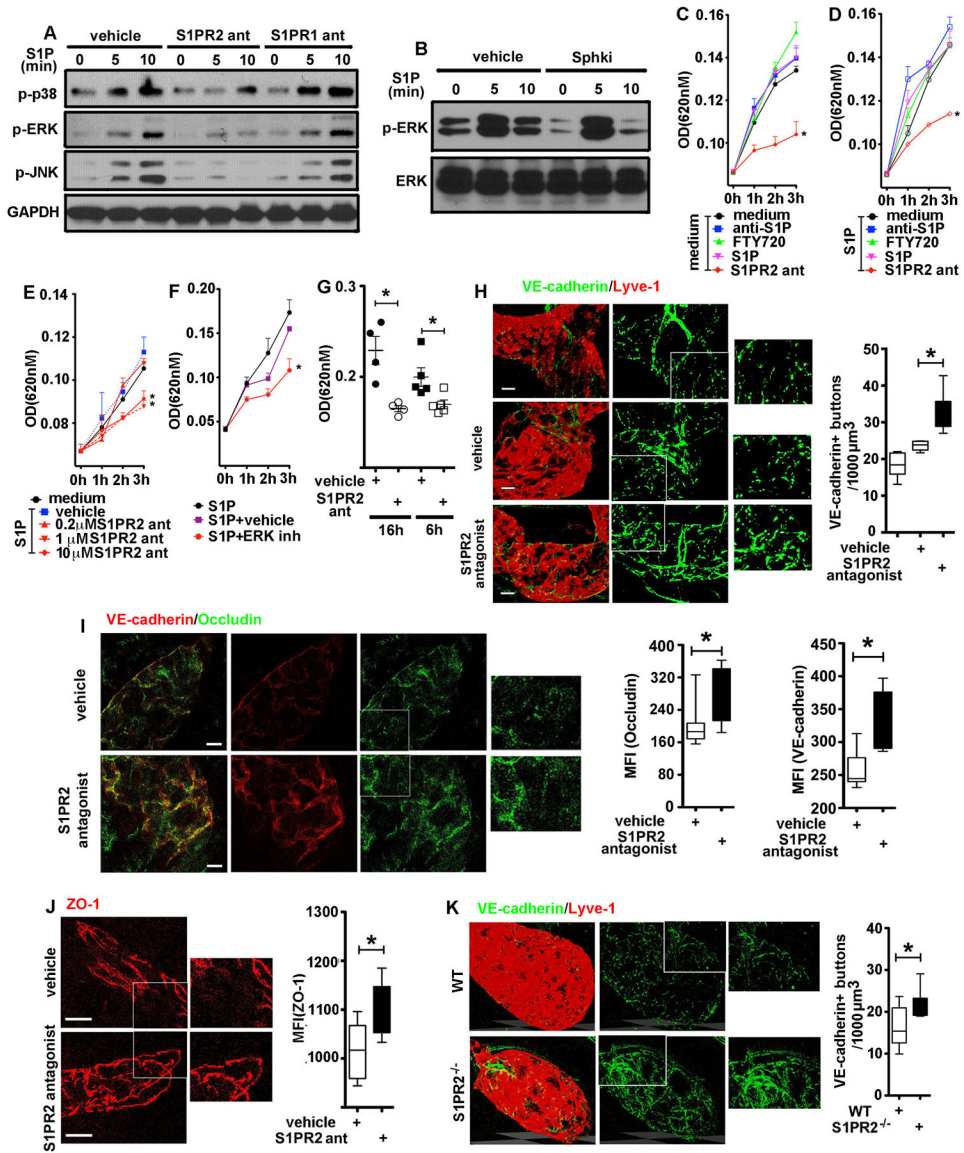 A
vehicle S1PR2 ant S1PR1 ant
S1P
(min)
0 5 10 0 5 10 0 5 10
p-p38
p-ERK
p-JNK
GAPDH
B
vehicle Sphki
S1P
(min)
0 5 10 0 5 10
p-ERK
ERK
C
OD(620nM)
0.16
0.14
0.12
0.10
0h 1h 2h 3h
medium
medium
anti-S1P
FTY720
S1P
S1PR2 ant
*
D
OD(620nM)
0.16
0.14
0.12
0.10
0h 1h 2h 3h
S1P
medium
anti-S1P
FTY720
S1P
S1PR2 ant
*
E
OD(620nM)
0.14
0.12
0.10
0.08
0h 1h 2h 3h
*
*
medium
S1P
vehicle
0.2μMS1PR2 ant
1 μMS1PR2 ant
10 μMS1PR2 ant
F
OD(620nM)
0.20
0.15
0.10
0.05
0.00
0h 1h 2h 3h
*
S1P
S1P+vehicle
S1P+ERK inh
G
OD(620nM)
0.3
0.2
* *
vehicle + +
S1PR2 + +
ant
16h 6h
H
VE-cadherin/Lyve-1
vehicle
S1PR2
antagonist
VE-cadherin+ buttons
/1000μm3
60
50
40
30
20
10
0
*
vehicle +
S1PR2 +
antagonist
I
VE-cadherin/Occludin
vehicle
S1PR2
antagonist
MFI (Occludin)
400
320
240
160
80
0
*
vehicle +
S1PR2 +
antagonist
MFI (VE-cadherin)
450
400
350
300
250
200
*
vehicle +
S1PR2 +
antagonist
J
ZO-1
vehicle
S1PR2 antagonist
MFI(ZO-1)
1300
1200
1100
1000
*
vehicle +
S1PR2 ant +
K
VE-cadherin/Lyve-1
WT
S1PR2-/-
VE-cadherin+ buttons
/1000μm3
40
30
20
10
0
*
WT +
S1PR2-/- +